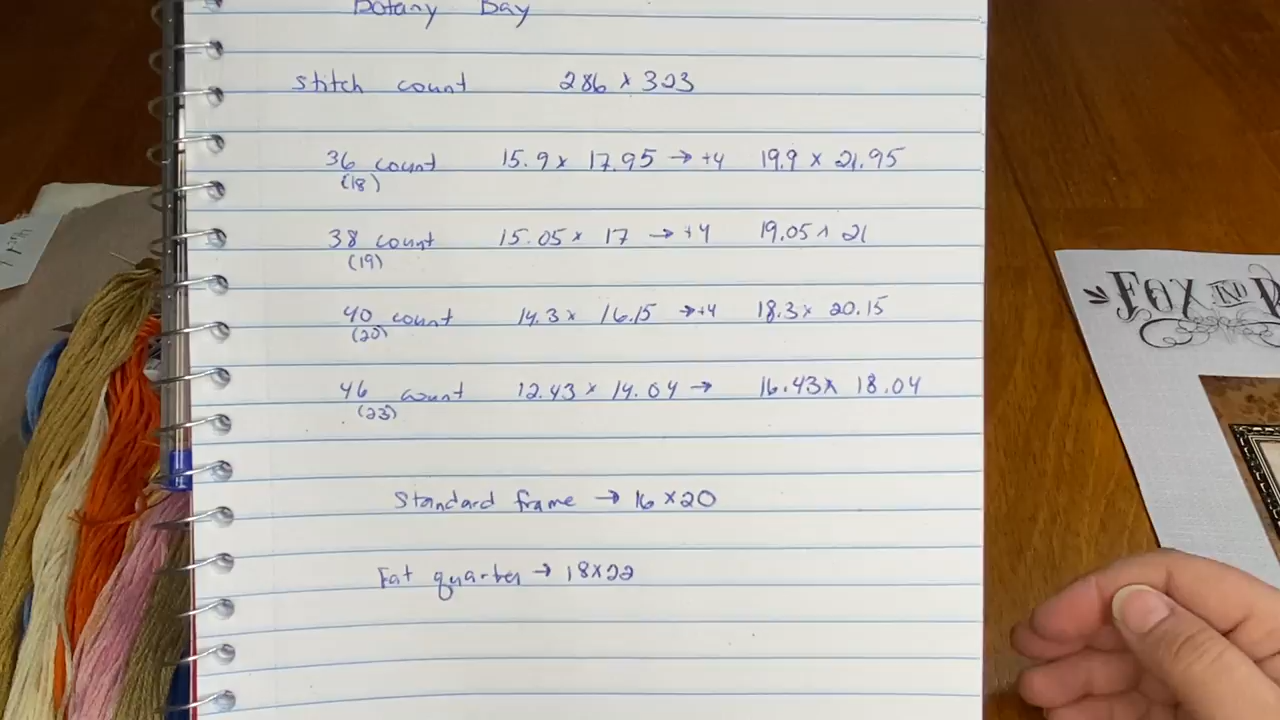 Botany Bay
stitch count 286 x 323
36 count 15.9 x 17.95 → +4 19.9 x 21.95
(18)
38 count 15.05 x 17 → +4 19.05 x 21
(19)
40 count 14.3 x 16.15 → +4 18.3 x 20.15
(20)
46 count 12.43 x 14.04 → 16.43 x 18.04
(23)
Standard frame → 16 x 20
Fat quarter → 18 x 22
FOX AND